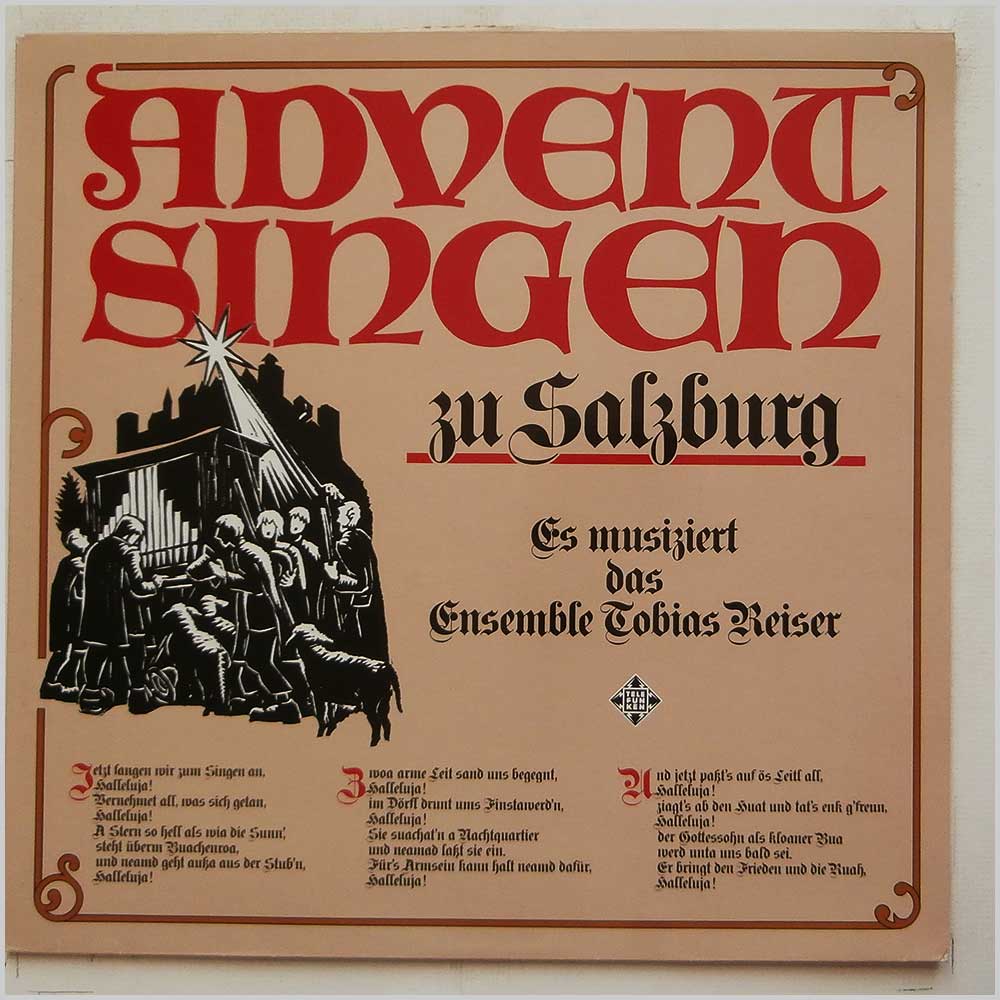 ADVENT
SINGEN
zu Salzburg
Es musiziert
das
Ensemble Tobias Reiser
TELE
FUN
KEN
Jetzt fangen wir zum Singen an,
Halleluja!
Vernehmet all, was sich getan,
Halleluja!
A Stern so hell als wia die Sunn'
steht überm Buachenroa,
und neamd geht außa aus der Stub'n,
Halleluja!
Zwoa arme Leit sand uns begegnt,
Halleluja!
im Dörfl drunt ums Finstawerd'n,
Halleluja!
Sie suachat'n a Nachtquartier
und neamad laßt sie ein.
Für's Armsein kann halt neamd dafür,
Halleluja!
Und jetzt paßt's auf ös Leitl all,
Halleluja!
ziagt's ab den Huat und tat's enk g'freun,
Halleluja!
der Gottessohn als kloaner Bua
werd unta uns bald sei.
Er bringt den Frieden und die Ruah,
Halleluja!